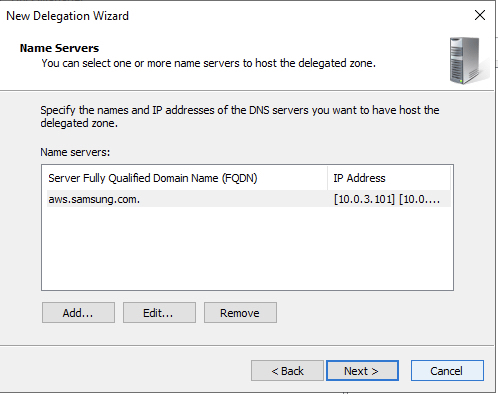 New Delegation Wizard
Name Servers
You can select one or more name servers to host the delegated zone.
Specify the names and IP addresses of the DNS servers you want to have host the
delegated zone.
Name servers:
Server Fully Qualified Domain Name (FQDN) IP Address
aws.samsung.com. [10.0.3.101] [10.0....
Add... Edit... Remove
< Back Next > Cancel